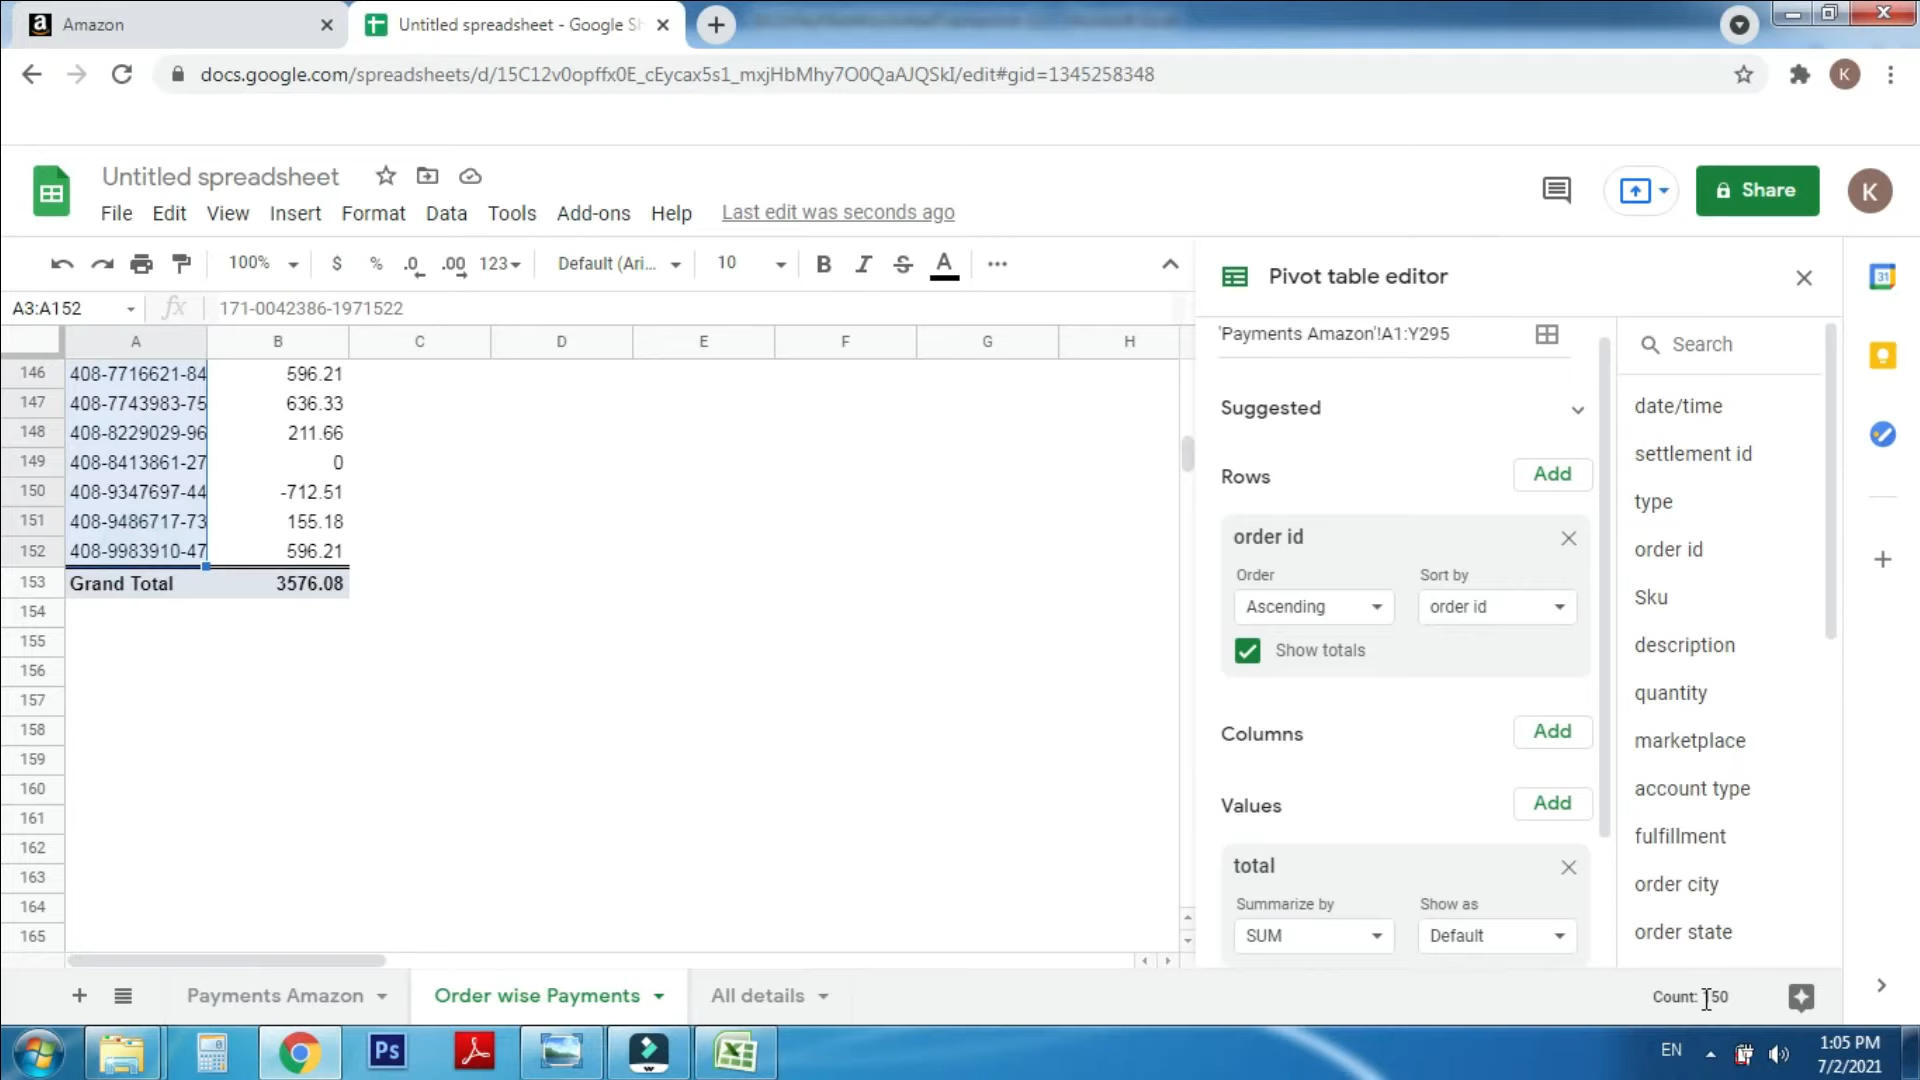 Amazon
Untitled spreadsheet - Google Sh
docs.google.com/spreadsheets/d/15C12v0opffx0E_cEycax5s1_mxjHbMhy7O0QaAJQSkI/edit#gid=1345258348
K
Untitled spreadsheet
Share
K
File Edit View Insert Format Data Tools Add-ons Help Last edit was seconds ago
100% $ % .0 .00 123 Default (Ari... 10 B I S A
Pivot table editor
31
A3:A152 fx 171-0042386-1971522
'Payments Amazon'!A1:Y295
Search
A B C D E F G H
146 408-7716621-84 596.21
147 408-7743983-75 636.33
148 408-8229029-96 211.66
149 408-8413861-27 0
150 408-9347697-44 -712.51
151 408-9486717-73 155.18
152 408-9983910-47 596.21
153 Grand Total 3576.08
154
155
156
157
158
159
160
161
162
163
164
165
Suggested
Rows Add
order id
Order Sort by
Ascending order id
Show totals
Columns Add
Values Add
total
Summarize by Show as
SUM Default
date/time
settlement id
type
order id
Sku
description
quantity
marketplace
account type
fulfillment
order city
order state
Payments Amazon Order wise Payments All details
Count:
Ps
EN
1:05 PM
7/2/2021